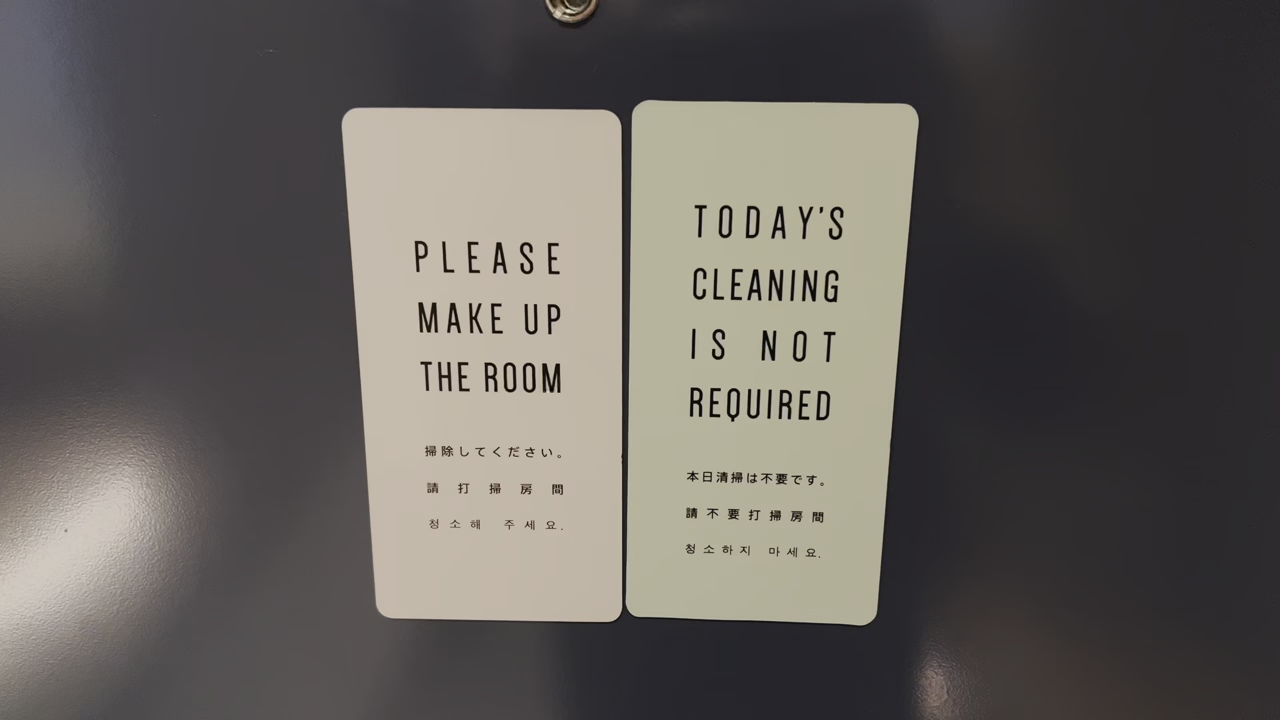 PLEASE
MAKE UP
THE ROOM
掃除してください。
請打掃房間
청소해 주세요.
TODAY'S
CLEANING
IS NOT
REQUIRED
本日清掃は不要です。
請不要打掃房間
청소하지 마세요.